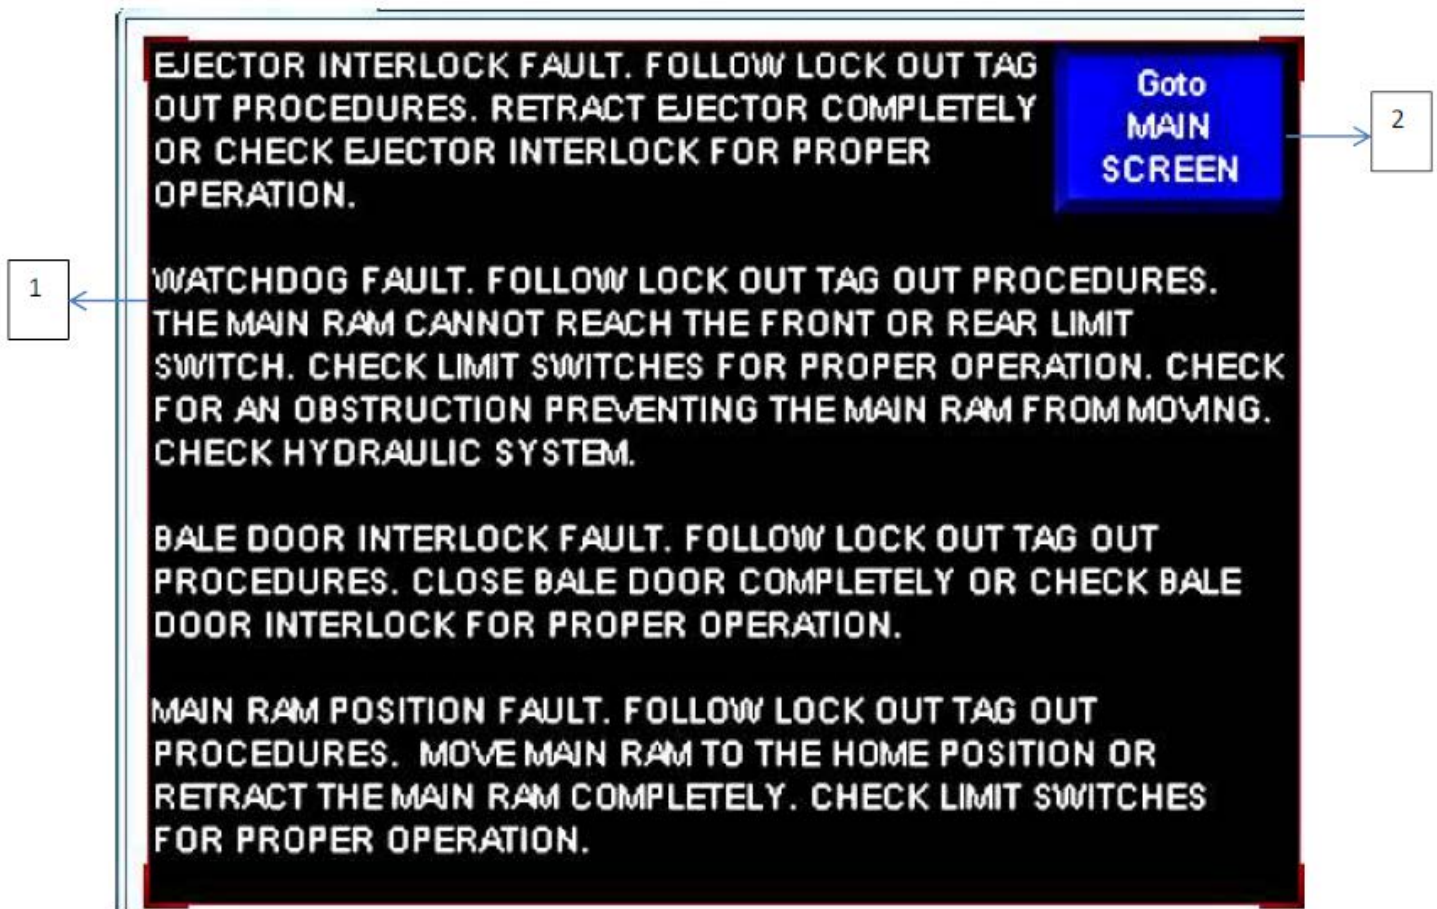 EJECTOR INTERLOCK FAULT. FOLLOW LOCK OUT TAG
OUT PROCEDURES. RETRACT EJECTOR COMPLETELY
OR CHECK EJECTOR INTERLOCK FOR PROPER
OPERATION.
Goto
MAIN
SCREEN
2
1
WATCHDOG FAULT. FOLLOW LOCK OUT TAG OUT PROCEDURES.
THE MAIN RAM CANNOT REACH THE FRONT OR REAR LIMIT
SWITCH. CHECK LIMIT SWITCHES FOR PROPER OPERATION. CHECK
FOR AN OBSTRUCTION PREVENTING THE MAIN RAM FROM MOVING.
CHECK HYDRAULIC SYSTEM.
BALE DOOR INTERLOCK FAULT. FOLLOW LOCK OUT TAG OUT
PROCEDURES. CLOSE BALE DOOR COMPLETELY OR CHECK BALE
DOOR INTERLOCK FOR PROPER OPERATION.
MAIN RAM POSITION FAULT. FOLLOW LOCK OUT TAG OUT
PROCEDURES. MOVE MAIN RAM TO THE HOME POSITION OR
RETRACT THE MAIN RAM COMPLETELY. CHECK LIMIT SWITCHES
FOR PROPER OPERATION.